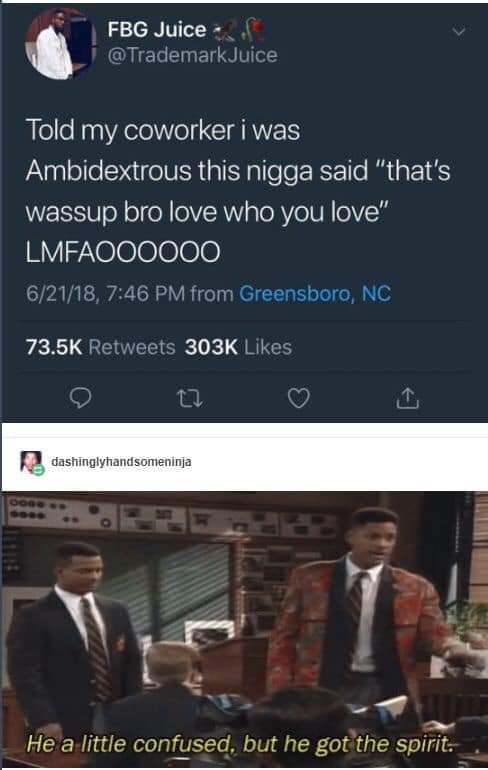 FBG Juice
@TrademarkJuice
Told my coworker i was
Ambidextrous this nigga said "that's
wassup bro love who you love"
LMFAOOOOOO
6/21/18, 7:46 PM from Greensboro, NC
73.5K Retweets 303K Likes
dashinglyhandsomeninja
He a little confused, but he got the spirit.